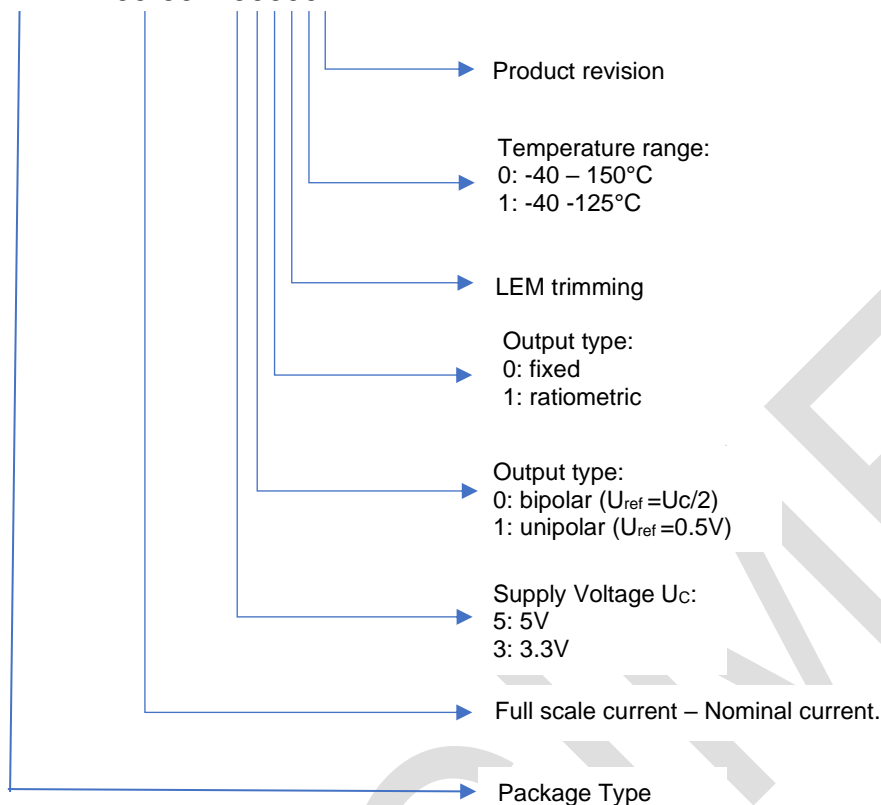 Product revision
Temperature range:
0: -40 – 150°C
1: -40 -125°C
LEM trimming
Output type:
0: fixed
1: ratiometric
Output type:
0: bipolar (Uref =Uc/2)
1: unipolar (Uref =0.5V)
Supply Voltage UC:
5: 5V
3: 3.3V
Full scale current – Nominal current.
Package Type